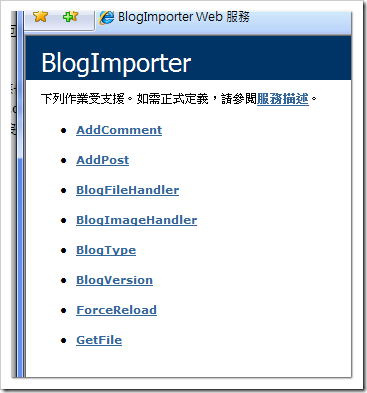 BlogImporter Web 服務
BlogImporter
下列作業受支援。如需正式定義，請參閱服務描述。
AddComment
AddPost
BlogFileHandler
BlogImageHandler
BlogType
BlogVersion
ForceReload
GetFile